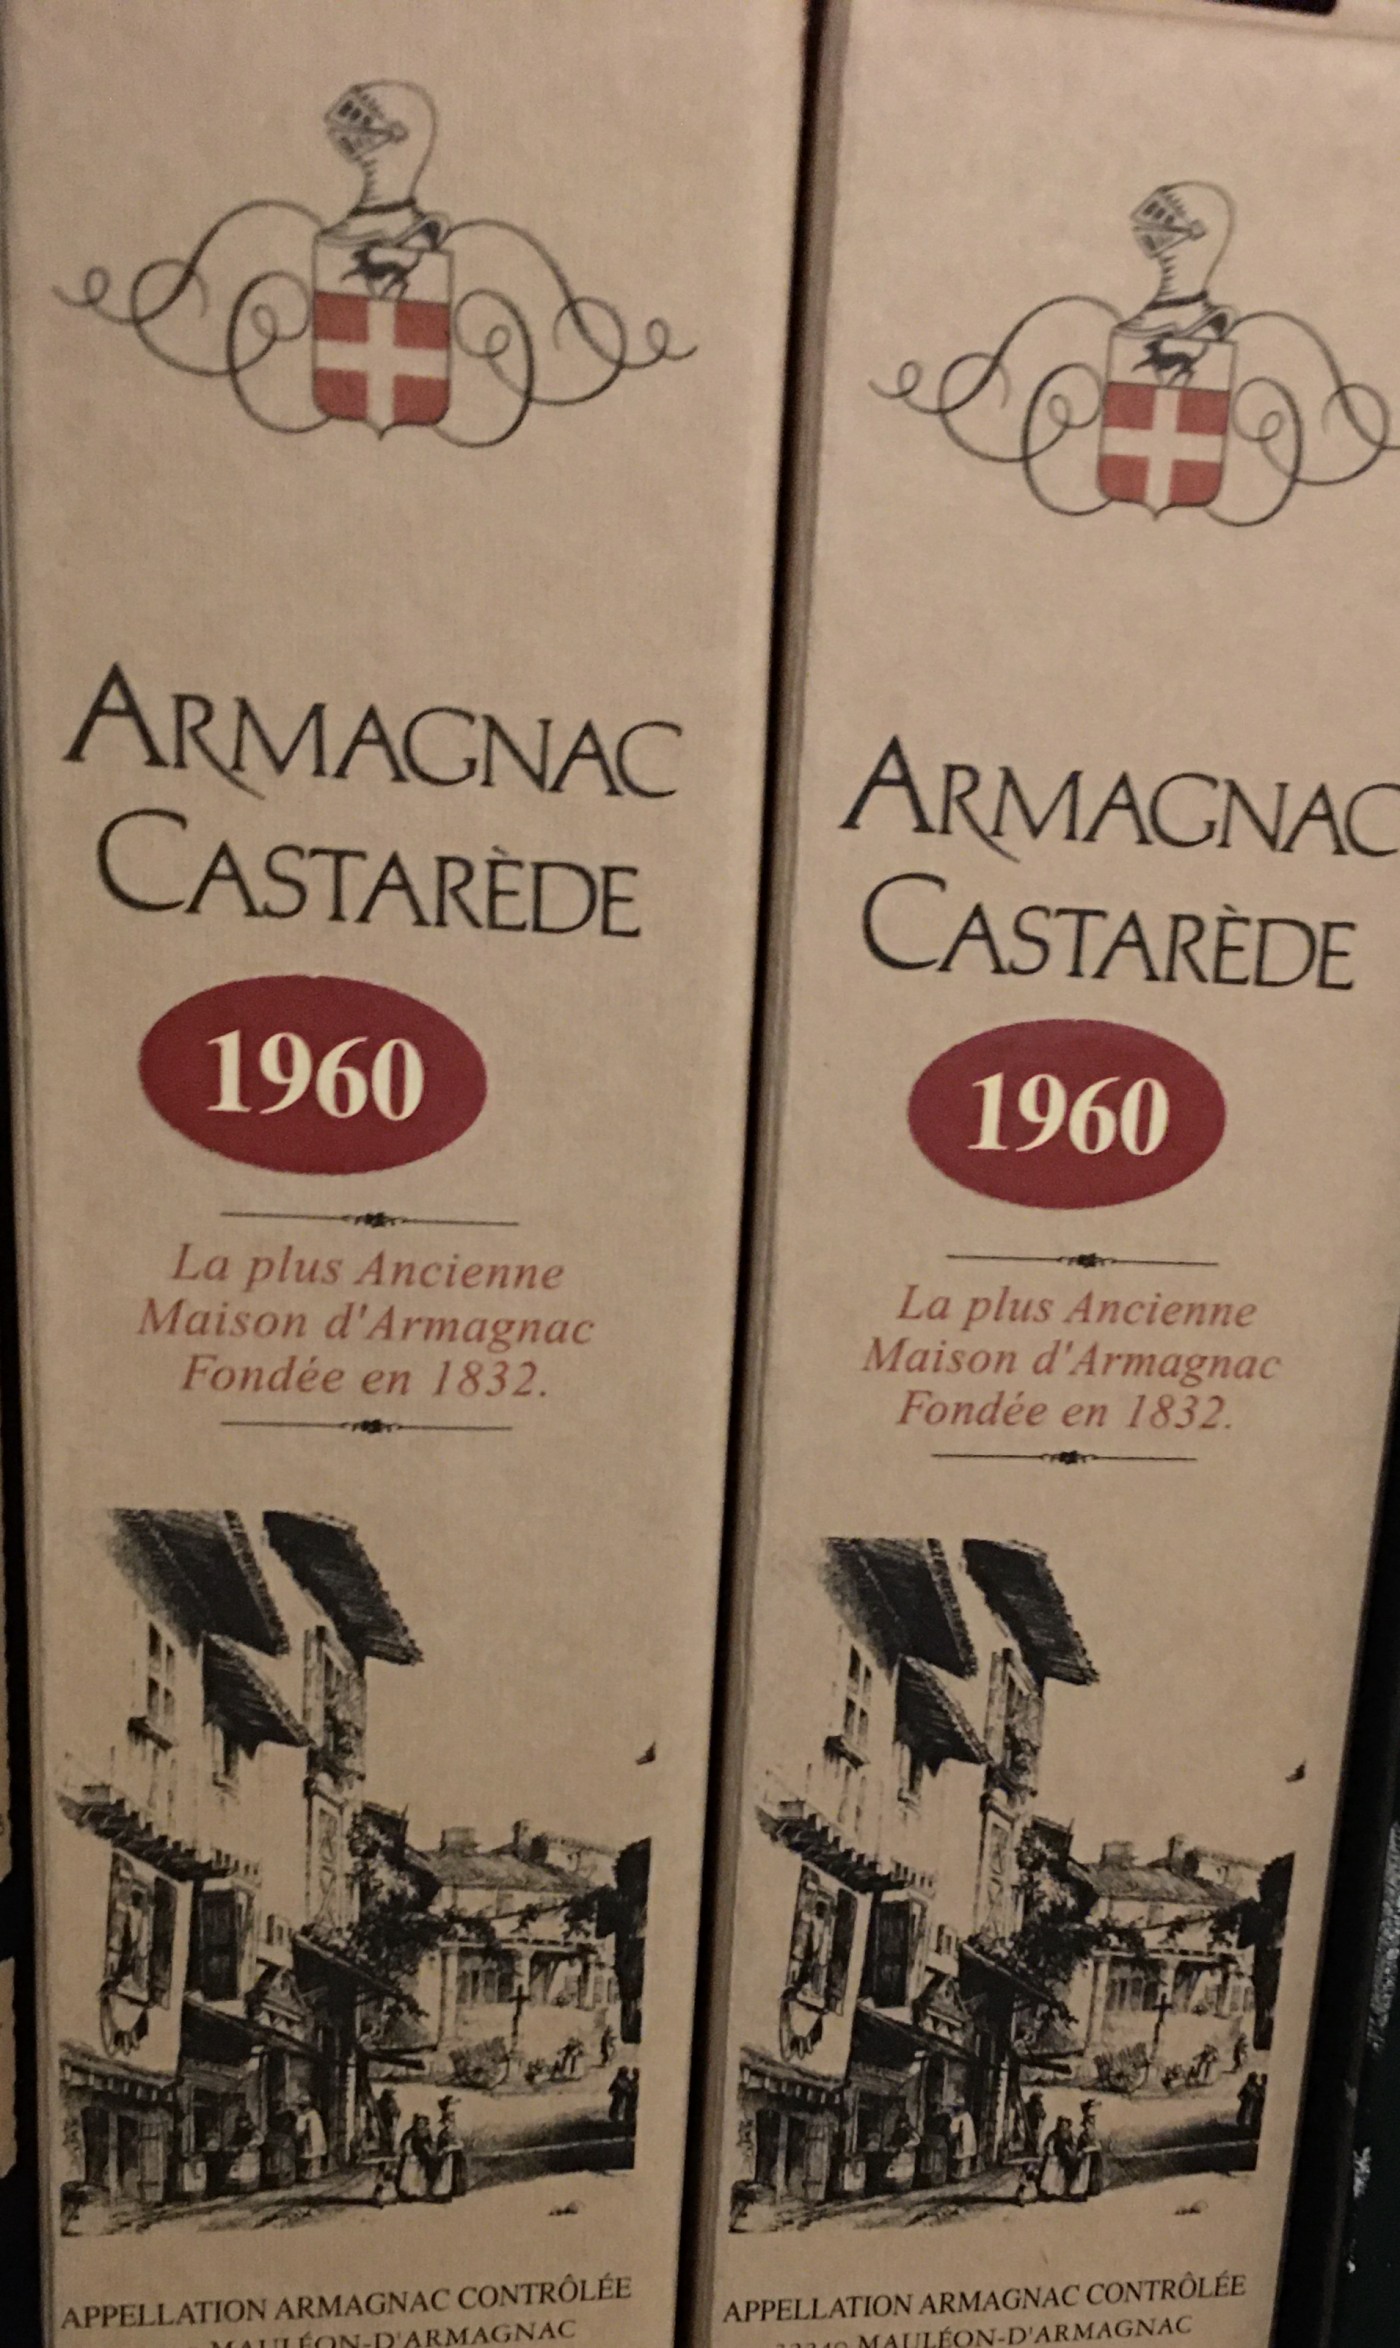 ARMAGNAC
CASTARÈDE
1960
La plus Ancienne
Maison d'Armagnac
Fondée en 1832.
APPELLATION ARMAGNAC CONTRÔLÉE
MAULÉON-D'ARMAGNAC
ARMAGNAC
CASTARÈDE
1960
La plus Ancienne
Maison d'Armagnac
Fondée en 1832.
APPELLATION ARMAGNAC CONTRÔLÉE
MAULÉON-D'ARMAGNAC